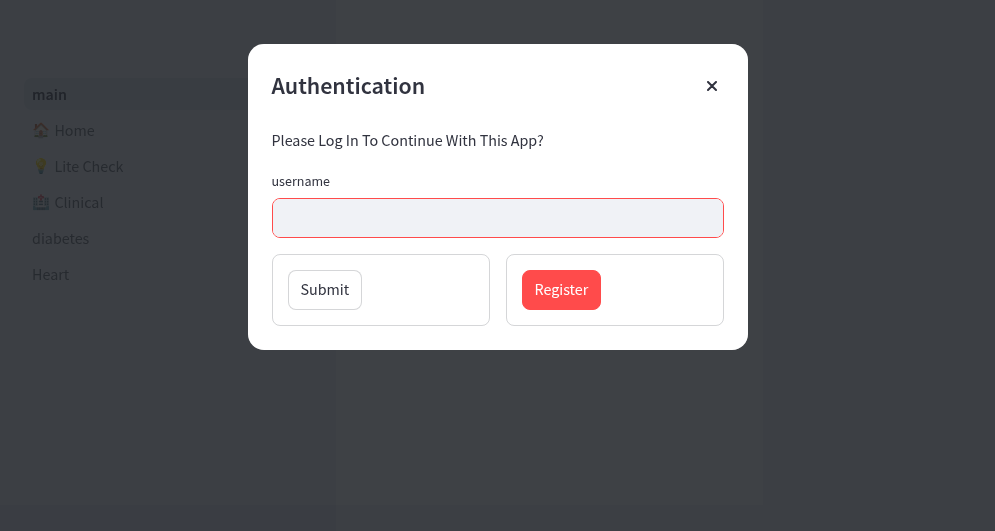 Authentication
Please Log In To Continue With This App?
username
Submit
Register
main
Home
Lite Check
Clinical
diabetes
Heart